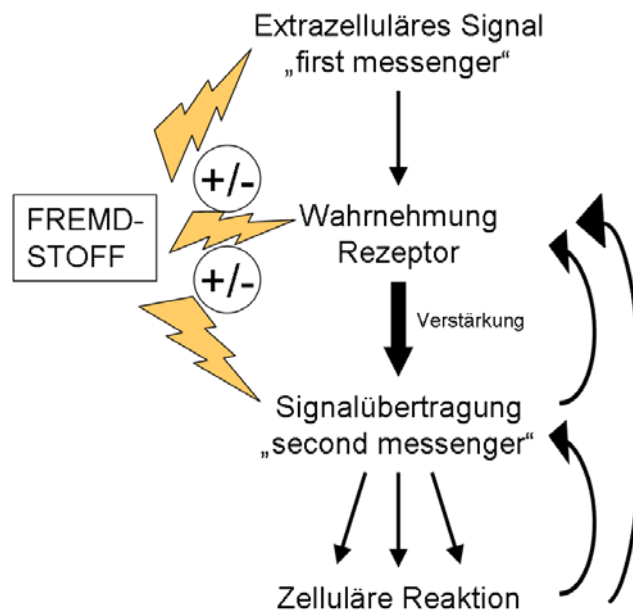 Extrazelluläres Signal
„first messenger“
+/-
FREMD-
STOFF
Wahrnehmung
Rezeptor
+/-
Verstärkung
Signalübertragung
„second messenger“
Zelluläre Reaktion